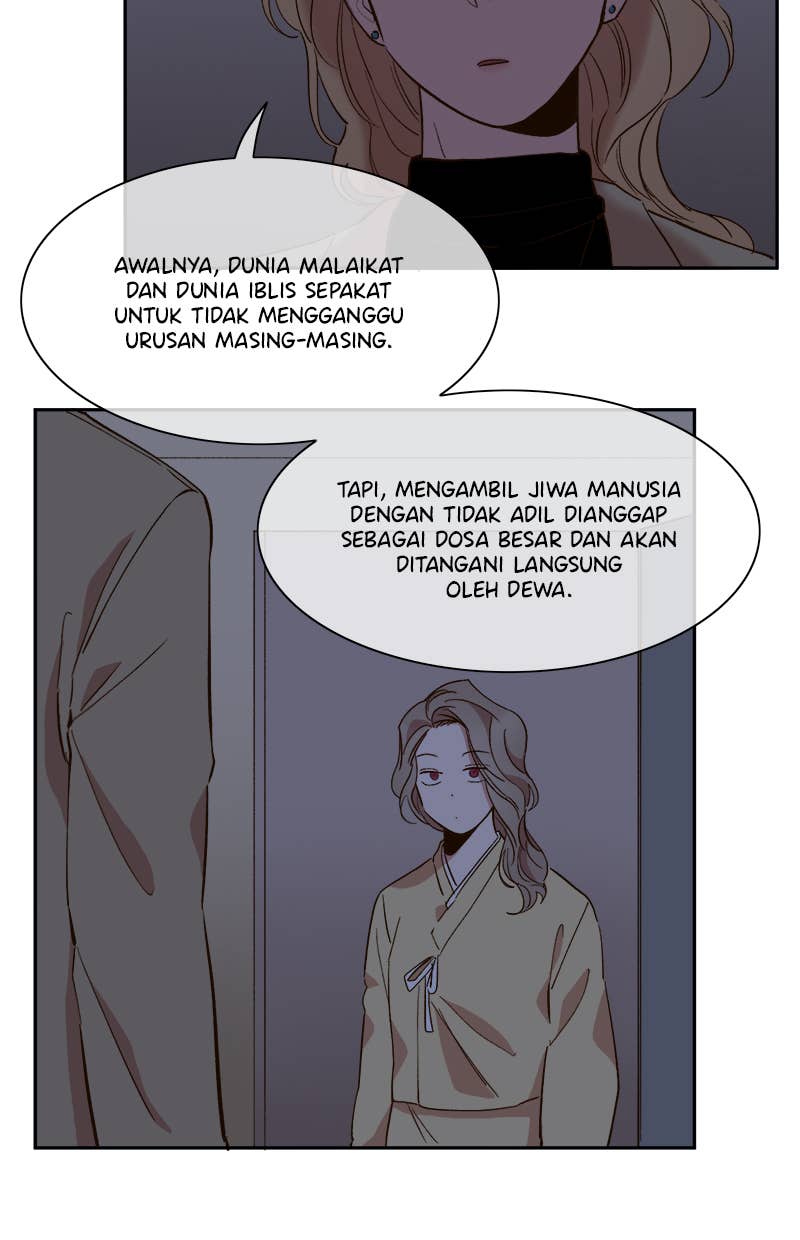 AWALNYA, DUNIA MALAIKAT
DAN DUNIA IBLIS SEPAKAT
UNTUK TIDAK MENGGANGGU
URUSAN MASING-MASING.
TAPI, MENGAMBIL JIWA MANUSIA
DENGAN TIDAK ADIL DIANGGAP
SEBAGAI DOSA BESAR DAN AKAN
DITANGANI LANGSUNG
OLEH DEWA.